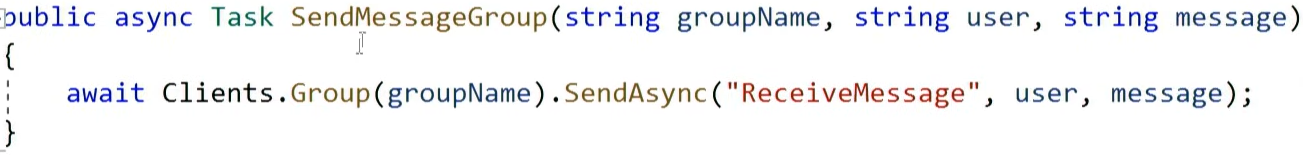 public async Task SendMessageGroup(string groupName, string user, string message)
{
    await Clients.Group(groupName).SendAsync("ReceiveMessage", user, message);
}